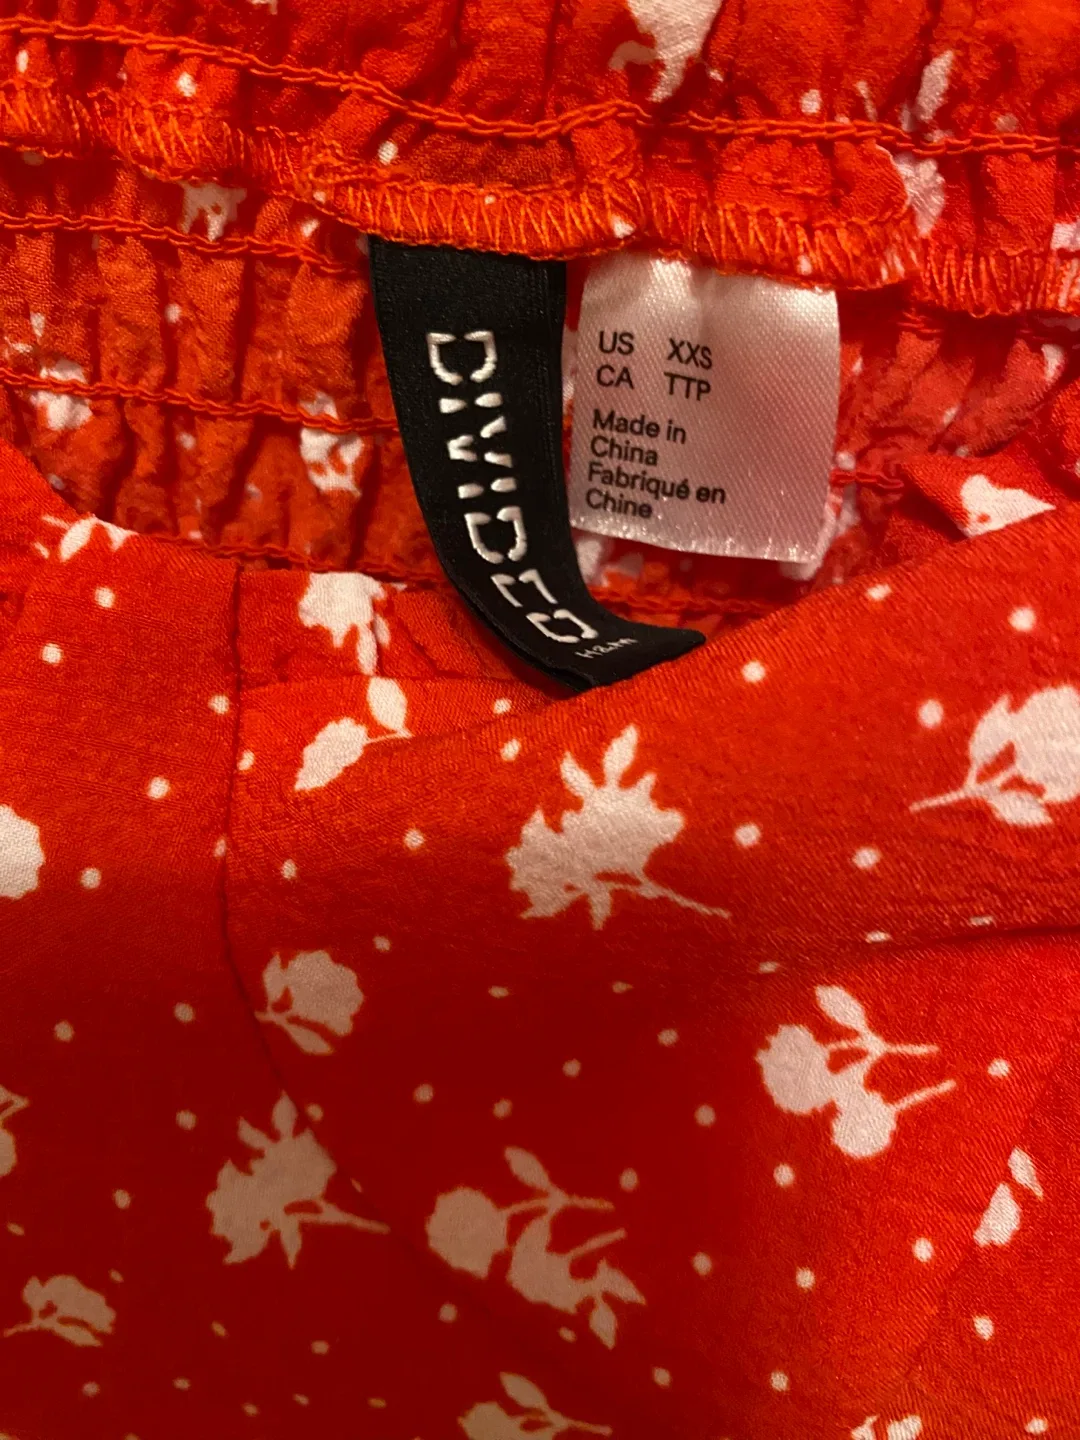 DIVIDED
H&M
US XXS
CA TTP
Made in
China
Fabriqué en
Chine